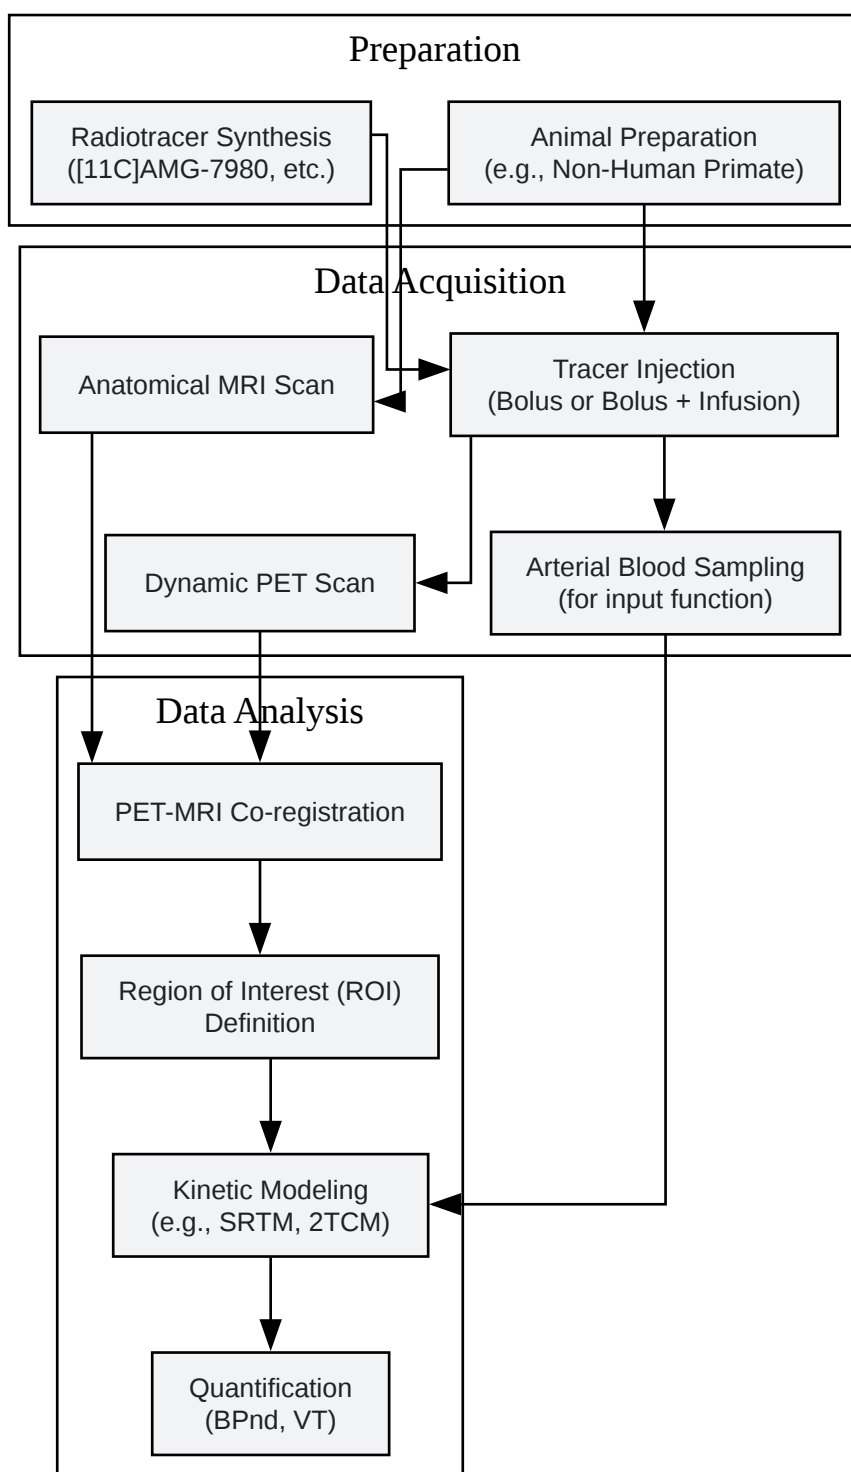 Preparation
Radiotracer Synthesis
([11C]AMG-7980, etc.)
Animal Preparation
(e.g., Non-Human Primate)
Data Acquisition
Anatomical MRI Scan
Tracer Injection
(Bolus or Bolus + Infusion)
Dynamic PET Scan
Arterial Blood Sampling
(for input function)
Data Analysis
PET-MRI Co-registration
Region of Interest (ROI)
Definition
Kinetic Modeling
(e.g., SRTM, 2TCM)
Quantification
(BPnd, VT)